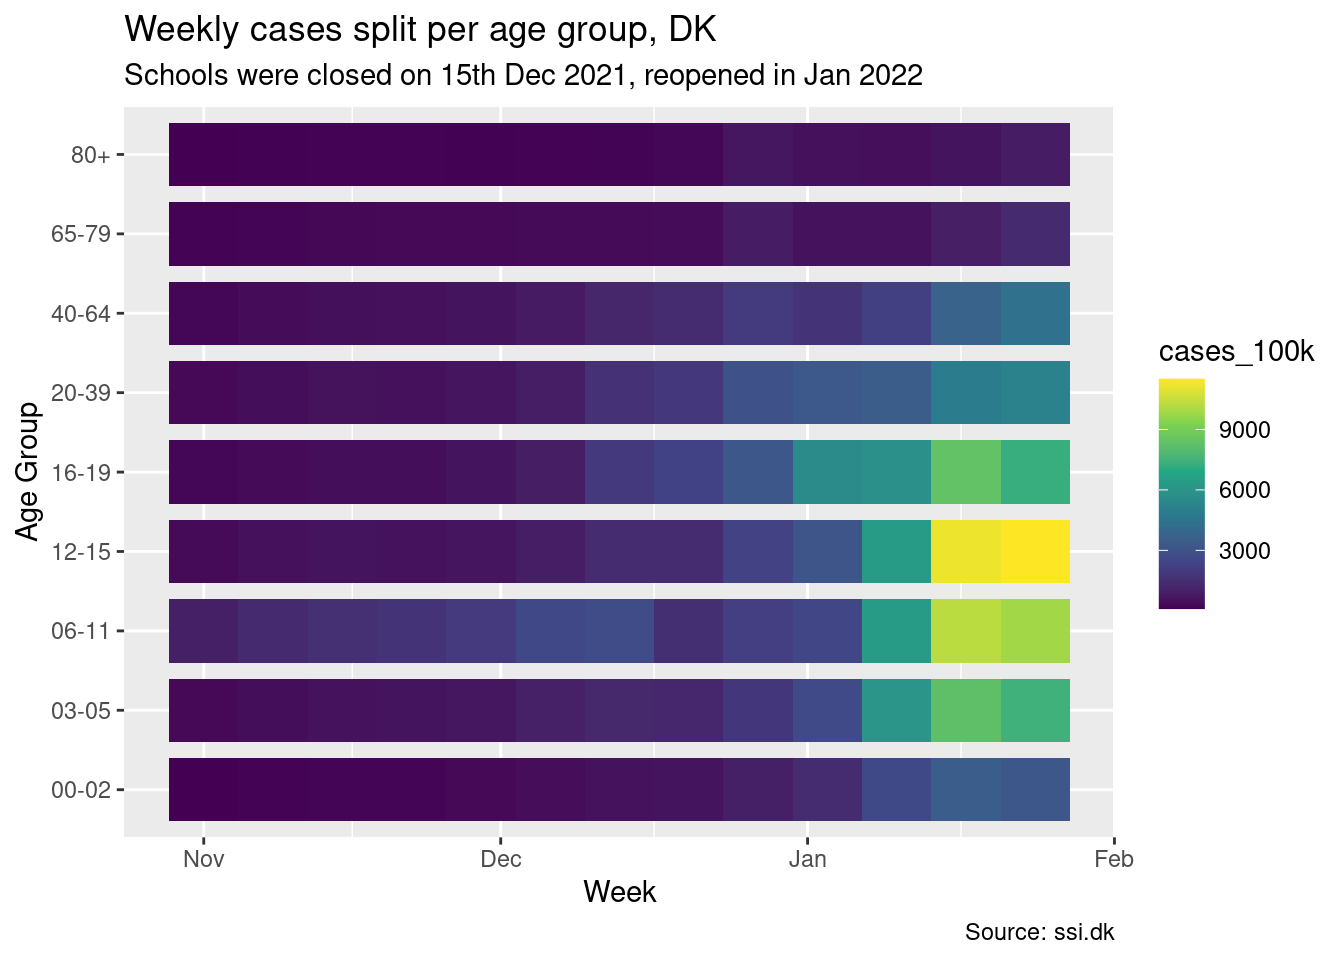 Weekly cases split per age group, DK
Schools were closed on 15th Dec 2021, reopened in Jan 2022
80+
65-79
40-64
20-39
16-19
12-15
06-11
03-05
00-02
Age Group
Nov Dec Jan Feb
Week
cases_100k
9000
6000
3000
Source: ssi.dk